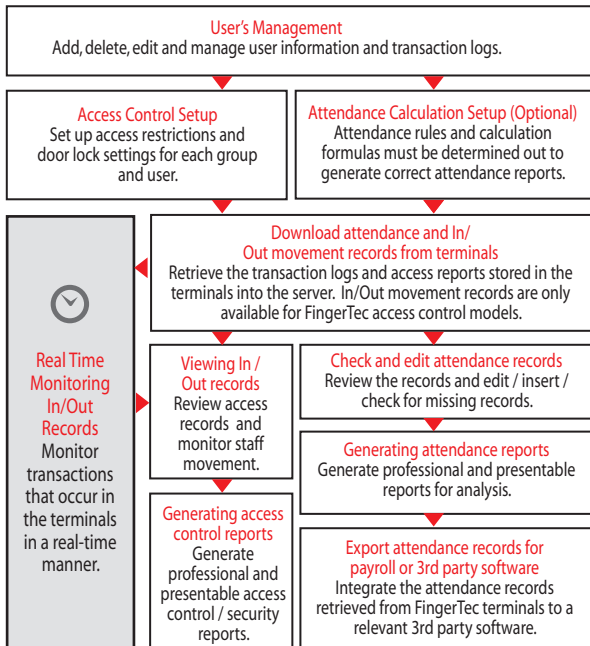 User's Management
Add, delete, edit and manage user information and transaction logs.
Access Control Setup
Set up access restrictions and
door lock settings for each group
and user.
Attendance Calculation Setup (Optional)
Attendance rules and calculation
formulas must be determined out to
generate correct attendance reports.
Download attendance and In/
Out movement records from terminals
Retrieve the transaction logs and access reports stored in the
terminals into the server. In/Out movement records are only
available for FingerTec access control models.
Real Time
Monitoring
In/Out
Records
Monitor
transactions
that occur in
the terminals
in a real-time
manner.
Viewing In /
Out records
Review access
records and
monitor staff
movement.
Check and edit attendance records
Review the records and edit / insert /
check for missing records.
Generating attendance reports
Generate professional and presentable
reports for analysis.
Generating access
control reports
Generate
professional and
presentable access
control / security
reports.
Export attendance records for
payroll or 3rd party software
Integrate the attendance records
retrieved from FingerTec terminals to a
relevant 3rd party software.